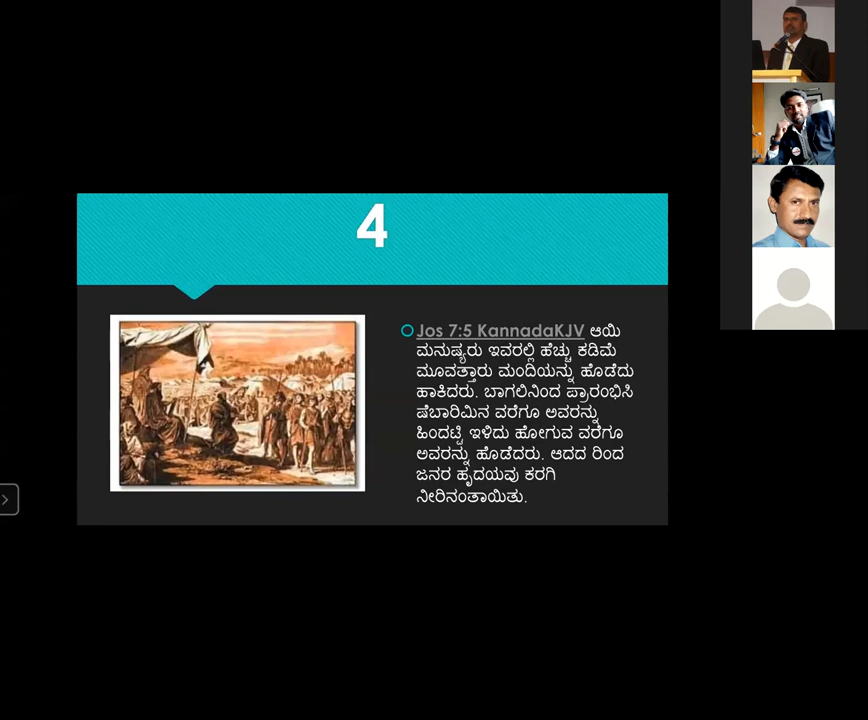 4
Jos 7:5 KannadaKJV ಆಯಿ
ಮನುಷ್ಯರು ಇವರಲ್ಲಿ ಹೆಚ್ಚು ಕಡಿಮೆ
ಮೂವತ್ತಾರು ಮಂದಿಯನ್ನು ಹೊಡೆದು
ಹಾಕಿದರು. ಬಾಗಲಿನಿಂದ ಪ್ರಾರಂಭಿಸಿ
ಷೆಬಾರಿಮಿನ ವರೆಗೂ ಅವರನ್ನು
ಹಿಂದಟ್ಟಿ ಇಳಿದು ಹೋಗುವ ವರೆಗೂ
ಅವರನ್ನು ಹೊಡೆದರು. ಆದದ ರಿಂದ
ಜನರ ಹೃದಯವು ಕರಗಿ
ನೀರಿನಂತಾಯಿತು.